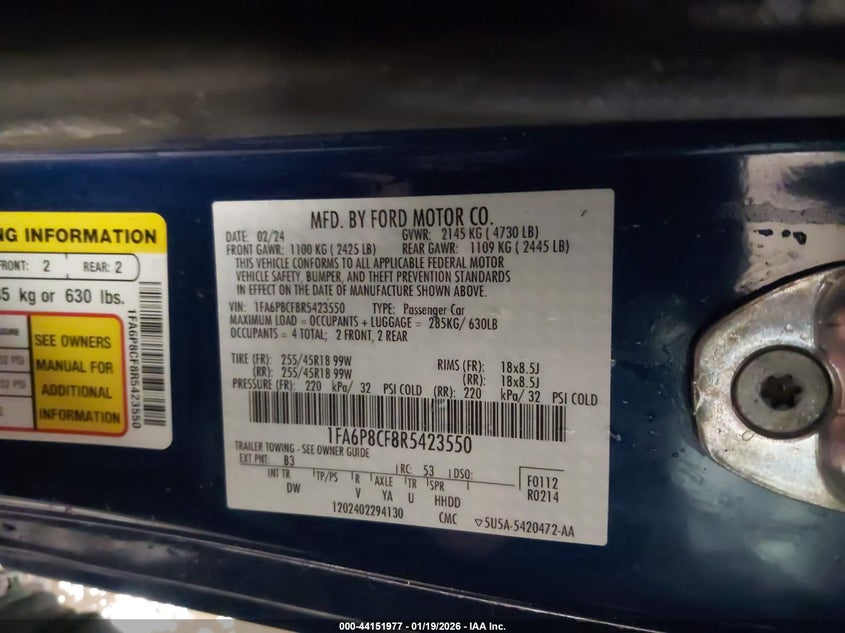 NG INFORMATION
FRONT: 2 REAR: 2
kg or 630 lbs.
SEE OWNERS
MANUAL FOR
ADDITIONAL
INFORMATION
1FA6P8CF8R5423550
MFD. BY FORD MOTOR CO.
DATE: 02/24 GVWR: 2145 KG ( 4730 LB)
FRONT GAWR: 1100 KG ( 2425 LB) REAR GAWR: 1109 KG ( 2445 LB)
THIS VEHICLE CONFORMS TO ALL APPLICABLE FEDERAL MOTOR
VEHICLE SAFETY, BUMPER, AND THEFT PREVENTION STANDARDS
IN EFFECT ON THE DATE OF MANUFACTURE SHOWN ABOVE.
VIN: 1FA6P8CF8R5423550 TYPE: Passenger Car
MAXIMUM LOAD = OCCUPANTS + LUGGAGE = 285KG/ 630LB
OCCUPANTS = 4 TOTAL; 2 FRONT, 2 REAR
TIRE (FR): 255/45R18 99W RIMS (FR): 18x8.5J
(RR): 255/45R18 99W (RR): 18x8.5J
PRESSURE (FR): 220 kPa/ 32 PSI COLD (RR): 220 kPa/ 32 PSI COLD
1FA6P8CF8R5423550
TRAILER TOWING - SEE OWNER GUIDE
EXT PNT: B3 RC: 53 DSO: F0112
INT TR TP/PS R AXLE TR SPR R0214
DW V YA U HHDD
1202402294130 CMC 5U5A-5420472-AA
000-44151977 - 01/19/2026 - IAA Inc.